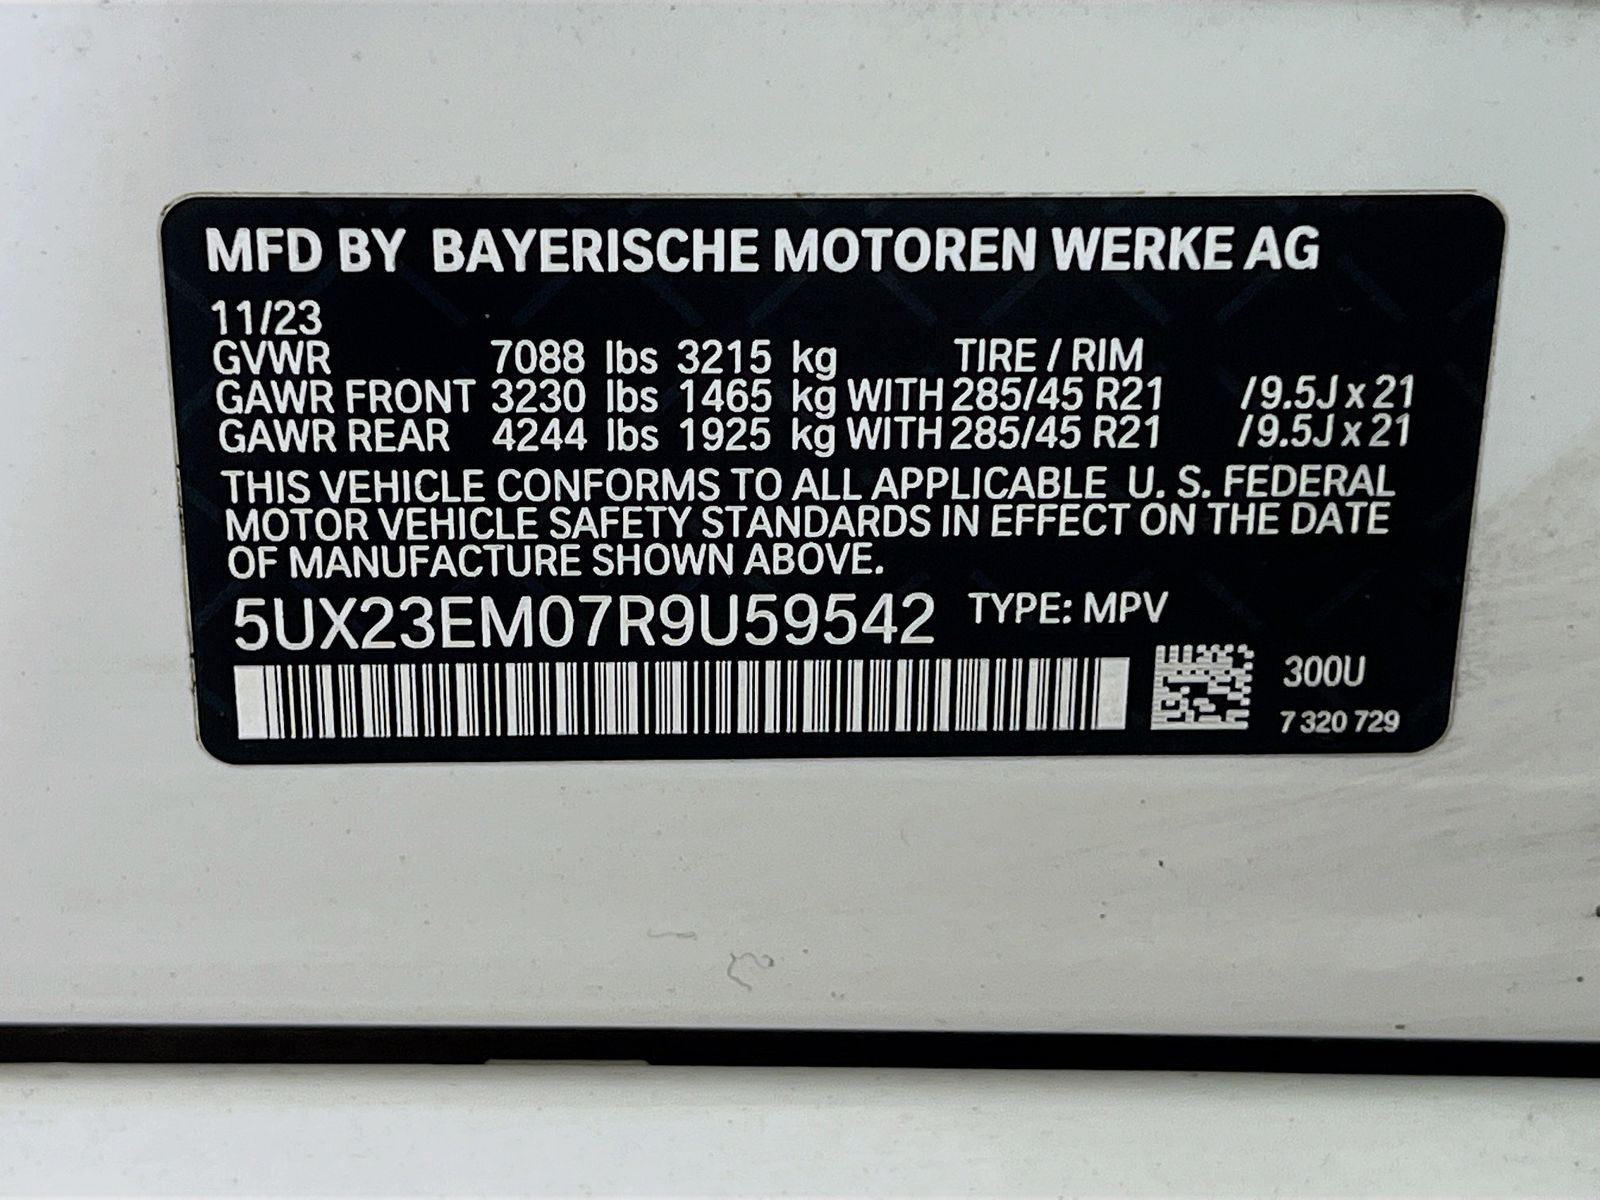 MFD BY BAYERISCHE MOTOREN WERKE AG
11/23
GVWR 7088 lbs 3215 kg TIRE / RIM
GAWR FRONT 3230 lbs 1465 kg WITH 285/45 R21 / 9.5J x 21
GAWR REAR 4244 lbs 1925 kg WITH 285/45 R21 / 9.5J x 21
THIS VEHICLE CONFORMS TO ALL APPLICABLE U. S. FEDERAL
MOTOR VEHICLE SAFETY STANDARDS IN EFFECT ON THE DATE
OF MANUFACTURE SHOWN ABOVE.
5UX23EM07R9U59542 TYPE: MPV
300U
7 320 729